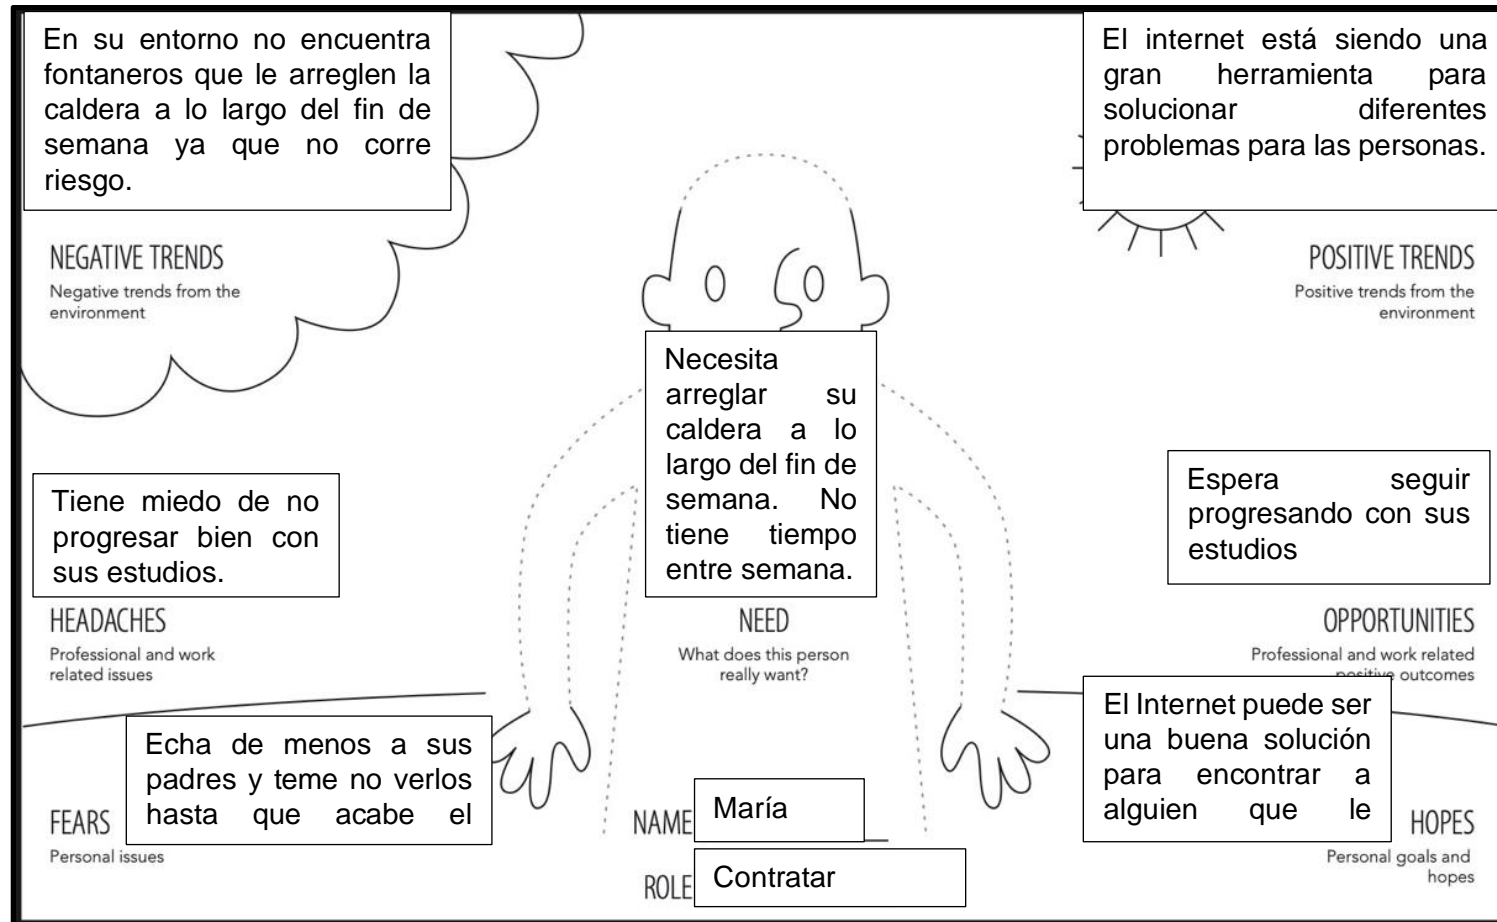 En su entorno no encuentra
fontaneros que le arreglen la
caldera a lo largo del fin de
semana ya que no corre
riesgo.
El internet está siendo una
gran herramienta para
solucionar diferentes
problemas para las personas.
NEGATIVE TRENDS
Negative trends from the
environment
POSITIVE TRENDS
Positive trends from the
environment
Necesita
arreglar su
caldera a lo
largo del fin de
semana. No
tiene tiempo
entre semana.
Tiene miedo de no
progresar bien con
sus estudios.
Espera seguir
progresando con sus
estudios
HEADACHES
Professional and work
related issues
NEED
What does this person
really want?
OPPORTUNITIES
Professional and work related
positive outcomes
Echa de menos a sus
padres y teme no verlos
hasta que acabe el
El Internet puede ser
una buena solución
para encontrar a
alguien que le
FEARS
Personal issues
NAME María
ROLE Contratar
HOPES
Personal goals and
hopes